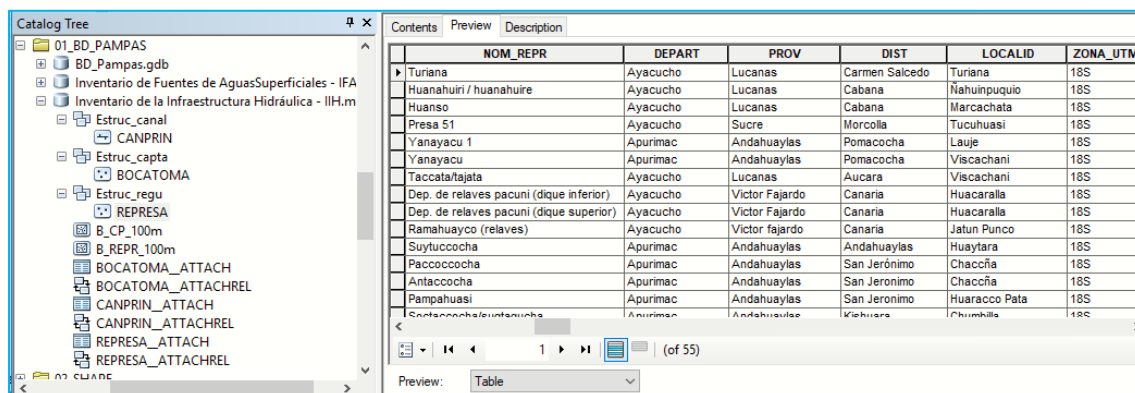 Catalog Tree
01_BD_PAMPAS
BD_Pampas.gdb
Inventario de Fuentes de AguasSuperficiales - IFA
Inventario de la Infraestructura Hidráulica - IIH.m
Estruc_canal
CANPRIN
Estruc_capta
BOCATOMA
Estruc_regu
REPRESA
B_CP_100m
B_REPR_100m
BOCATOMA__ATTACH
BOCATOMA__ATTACHREL
CANPRIN__ATTACH
CANPRIN__ATTACHREL
REPRESA__ATTACH
REPRESA__ATTACHREL
02_SHAPE
Contents Preview Description
NOM_REPR DEPART PROV DIST LOCALID ZONA_UTM
Turiana Ayacucho Lucanas Carmen Salcedo Turiana 18S
Huanahuiri / huanahuire Ayacucho Lucanas Cabana Ñahuinpuquio 18S
Huanso Ayacucho Lucanas Cabana Marcachata 18S
Presa 51 Ayacucho Sucre Morcolla Tucuhuasi 18S
Yanayacu 1 Apurimac Andahuaylas Pomacocha Lauje 18S
Yanayacu Apurimac Andahuaylas Pomacocha Viscachani 18S
Taccata/tajata Ayacucho Lucanas Aucara Viscachani 18S
Dep. de relaves pacuni (dique inferior) Ayacucho Victor Fajardo Canaria Huacaralla 18S
Dep. de relaves pacuni (dique superior) Ayacucho Victor Fajardo Canaria Huacaralla 18S
Ramahuayco (relaves) Ayacucho Victor fajardo Canaria Jatun Punco 18S
Suytuccocha Apurimac Andahuaylas Andahuaylas Huaytara 18S
Paccoccocha Apurimac Andahuaylas San Jerónimo Chaccña 18S
Antaccocha Apurimac Andahuaylas San Jeronimo Chaccña 18S
Pampahuasi Apurimac Andahuaylas San Jeronimo Huaracco Pata 18S
Soctaccocha/suqtaqucha Apurimac Andahuaylas Kishuara Chumbilla 18S
1 (of 55)
Preview: Table